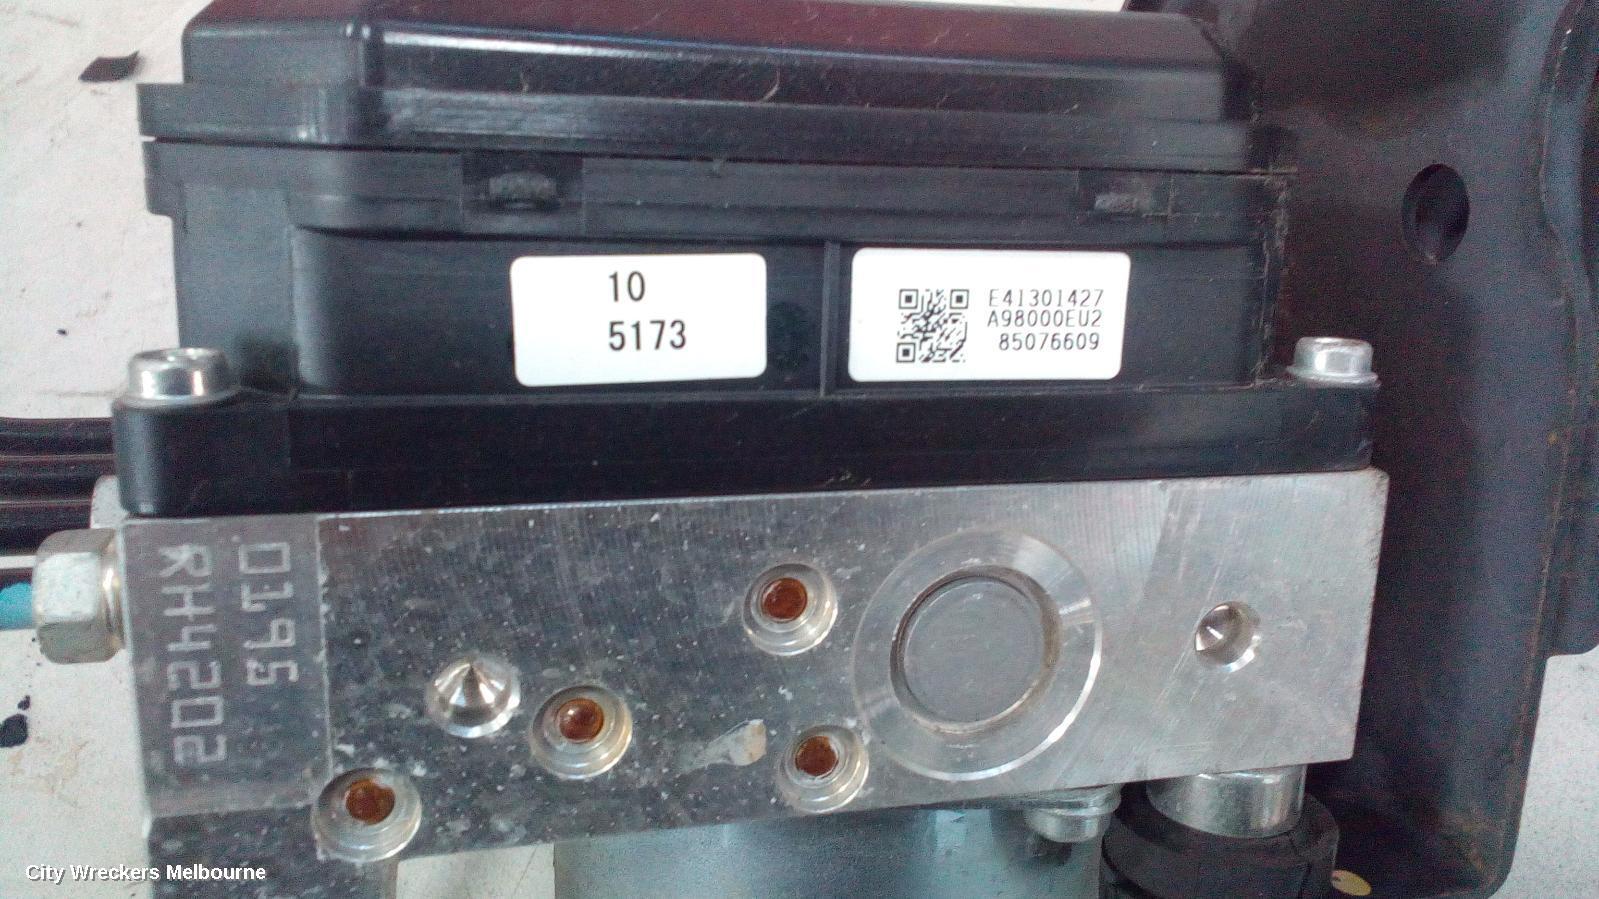 10
5173
E41301427
A98000EU2
85076609
0195
RH4202
City Wreckers Melbourne